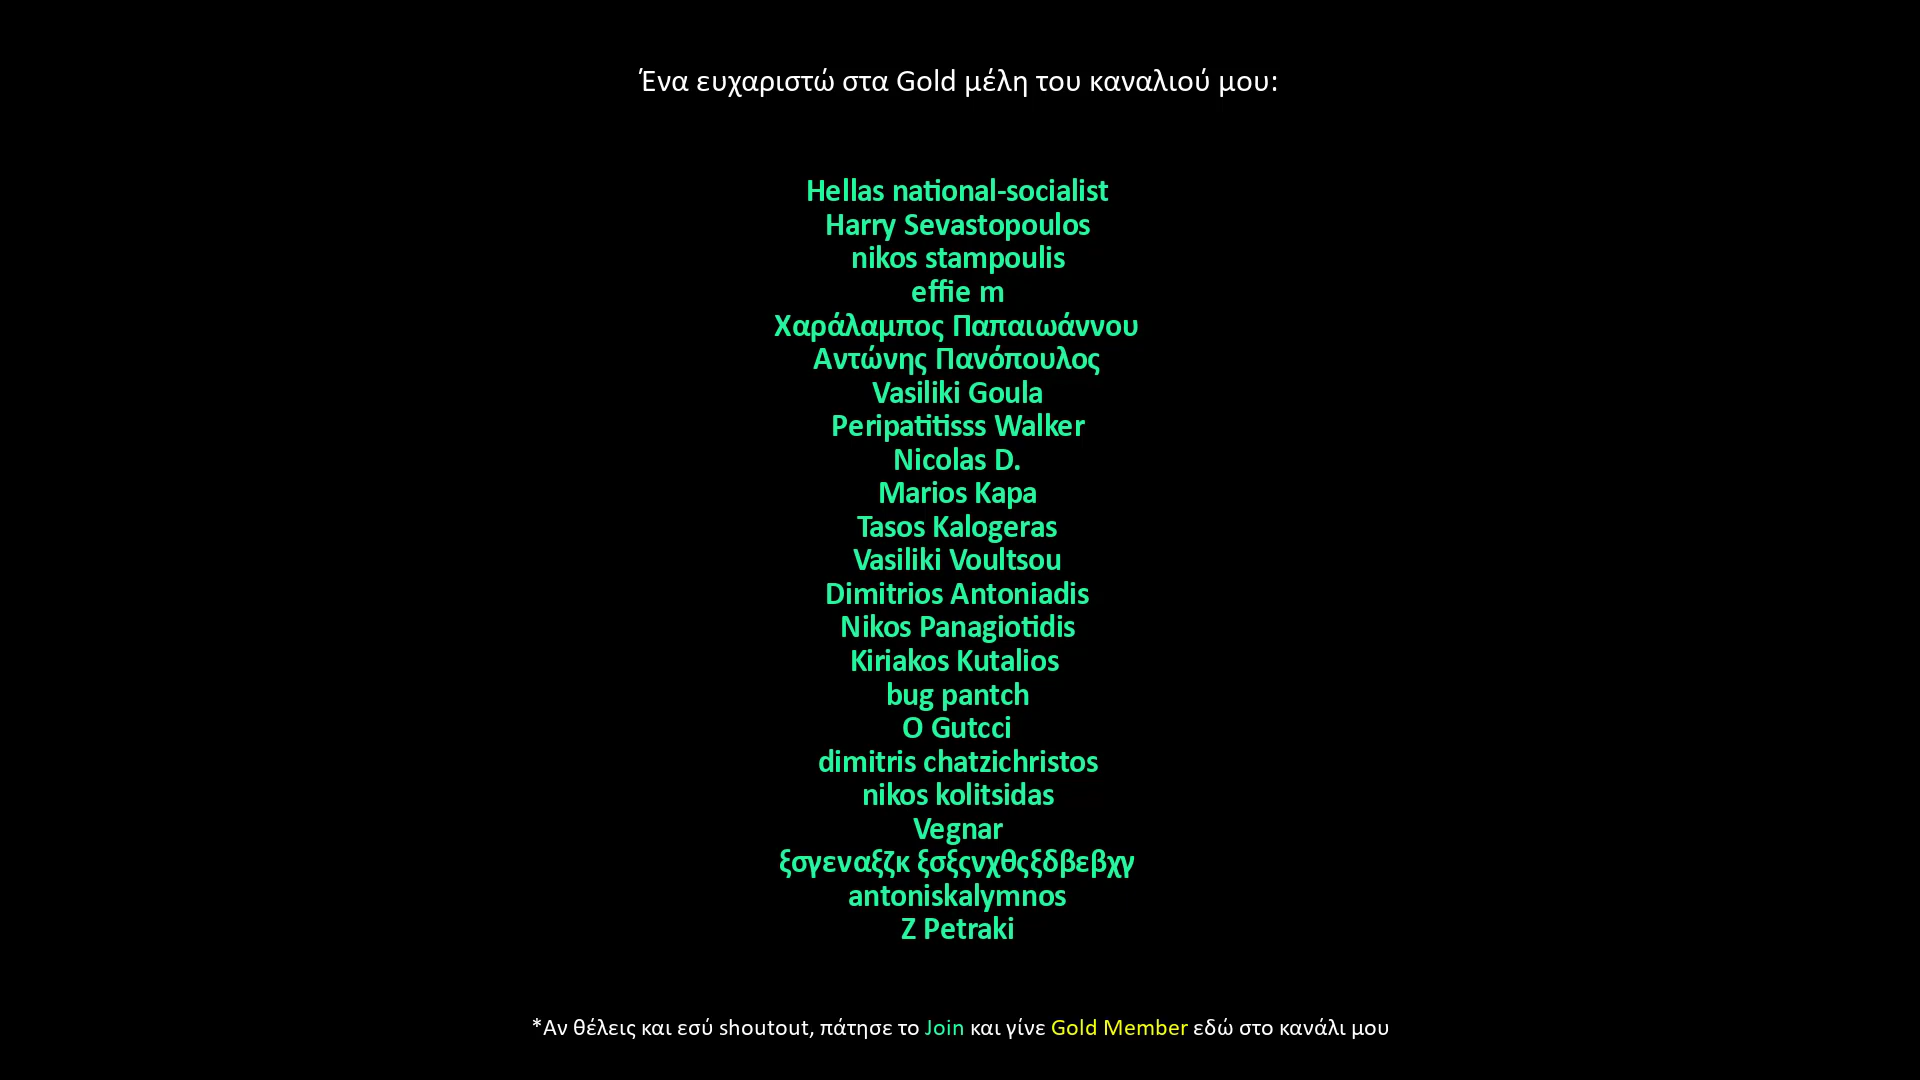 Ένα ευχαριστώ στα Gold μέλη του καναλιού μου:
Hellas national-socialist
Harry Sevastopoulos
nikos stampoulis
effie m
Χαράλαμπος Παπαιωάννου
Αντώνης Πανόπουλος
Vasiliki Goula
Peripatitisss Walker
Nicolas D.
Marios Kapa
Tasos Kalogeras
Vasiliki Voultsou
Dimitrios Antoniadis
Nikos Panagiotidis
Kiriakos Kutalios
bug pantch
O Gutcci
dimitris chatzichristos
nikos kolitsidas
Vegnar
ξσγεναξζκ ξσξςνχθςξδβεβχγ
antoniskalymnos
Z Petraki
*Αν θέλεις και εσύ shoutout, πάτησε το Join και γίνε Gold Member εδώ στο κανάλι μου